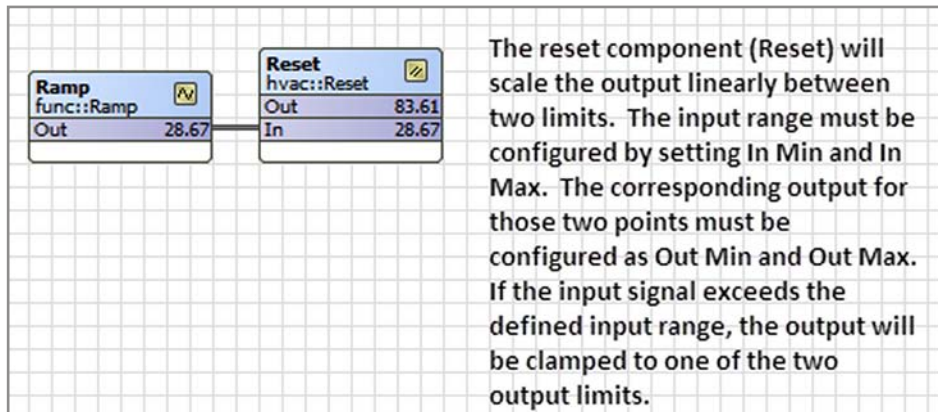 Ramp
func::Ramp
Out 28.67
Reset
hvac::Reset
Out 83.61
In 28.67
The reset component (Reset) will
scale the output linearly between
two limits. The input range must be
configured by setting In Min and In
Max. The corresponding output for
those two points must be
configured as Out Min and Out Max.
If the input signal exceeds the
defined input range, the output will
be clamped to one of the two
output limits.